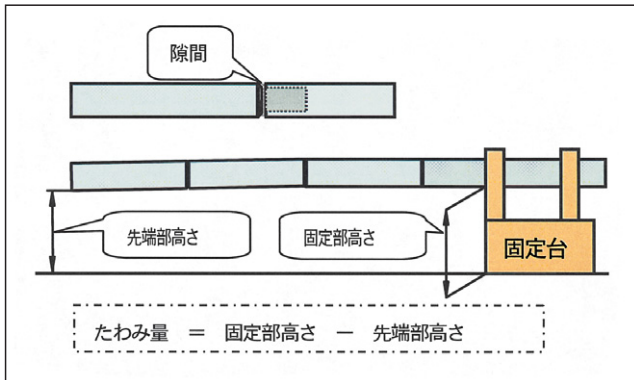 隙間
先端部高さ
固定部高さ
固定台
たわみ量 = 固定部高さ － 先端部高さ